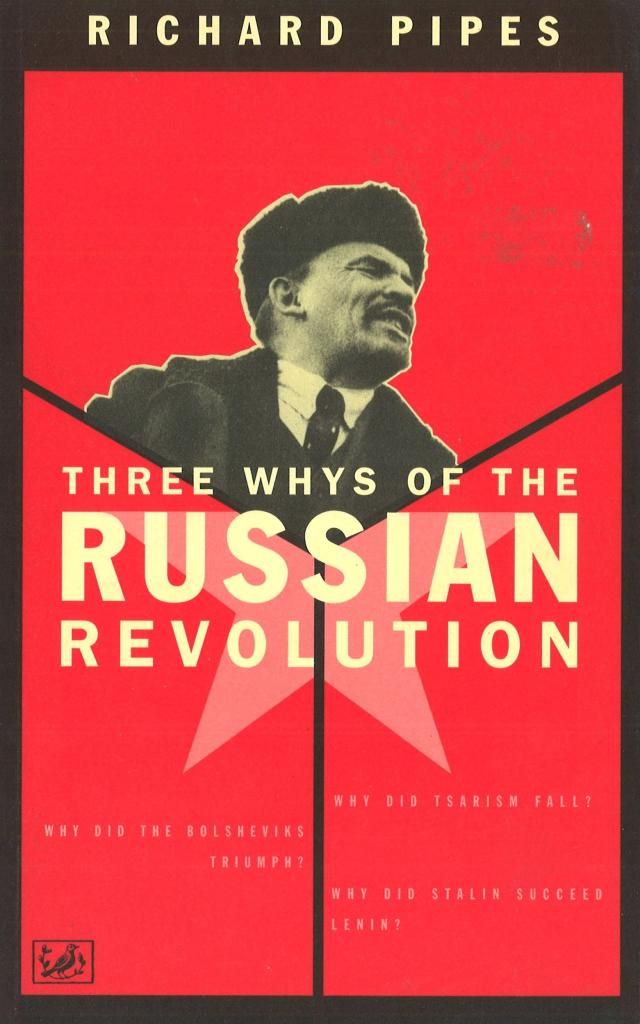 RICHARD PIPES
THREE WHYS OF THE
RUSSIAN
REVOLUTION
WHY DID TSARISM FALL?
WHY DID THE BOLSHEVIKS
TRIUMPH?
WHY DID STALIN SUCCEED
LENIN?